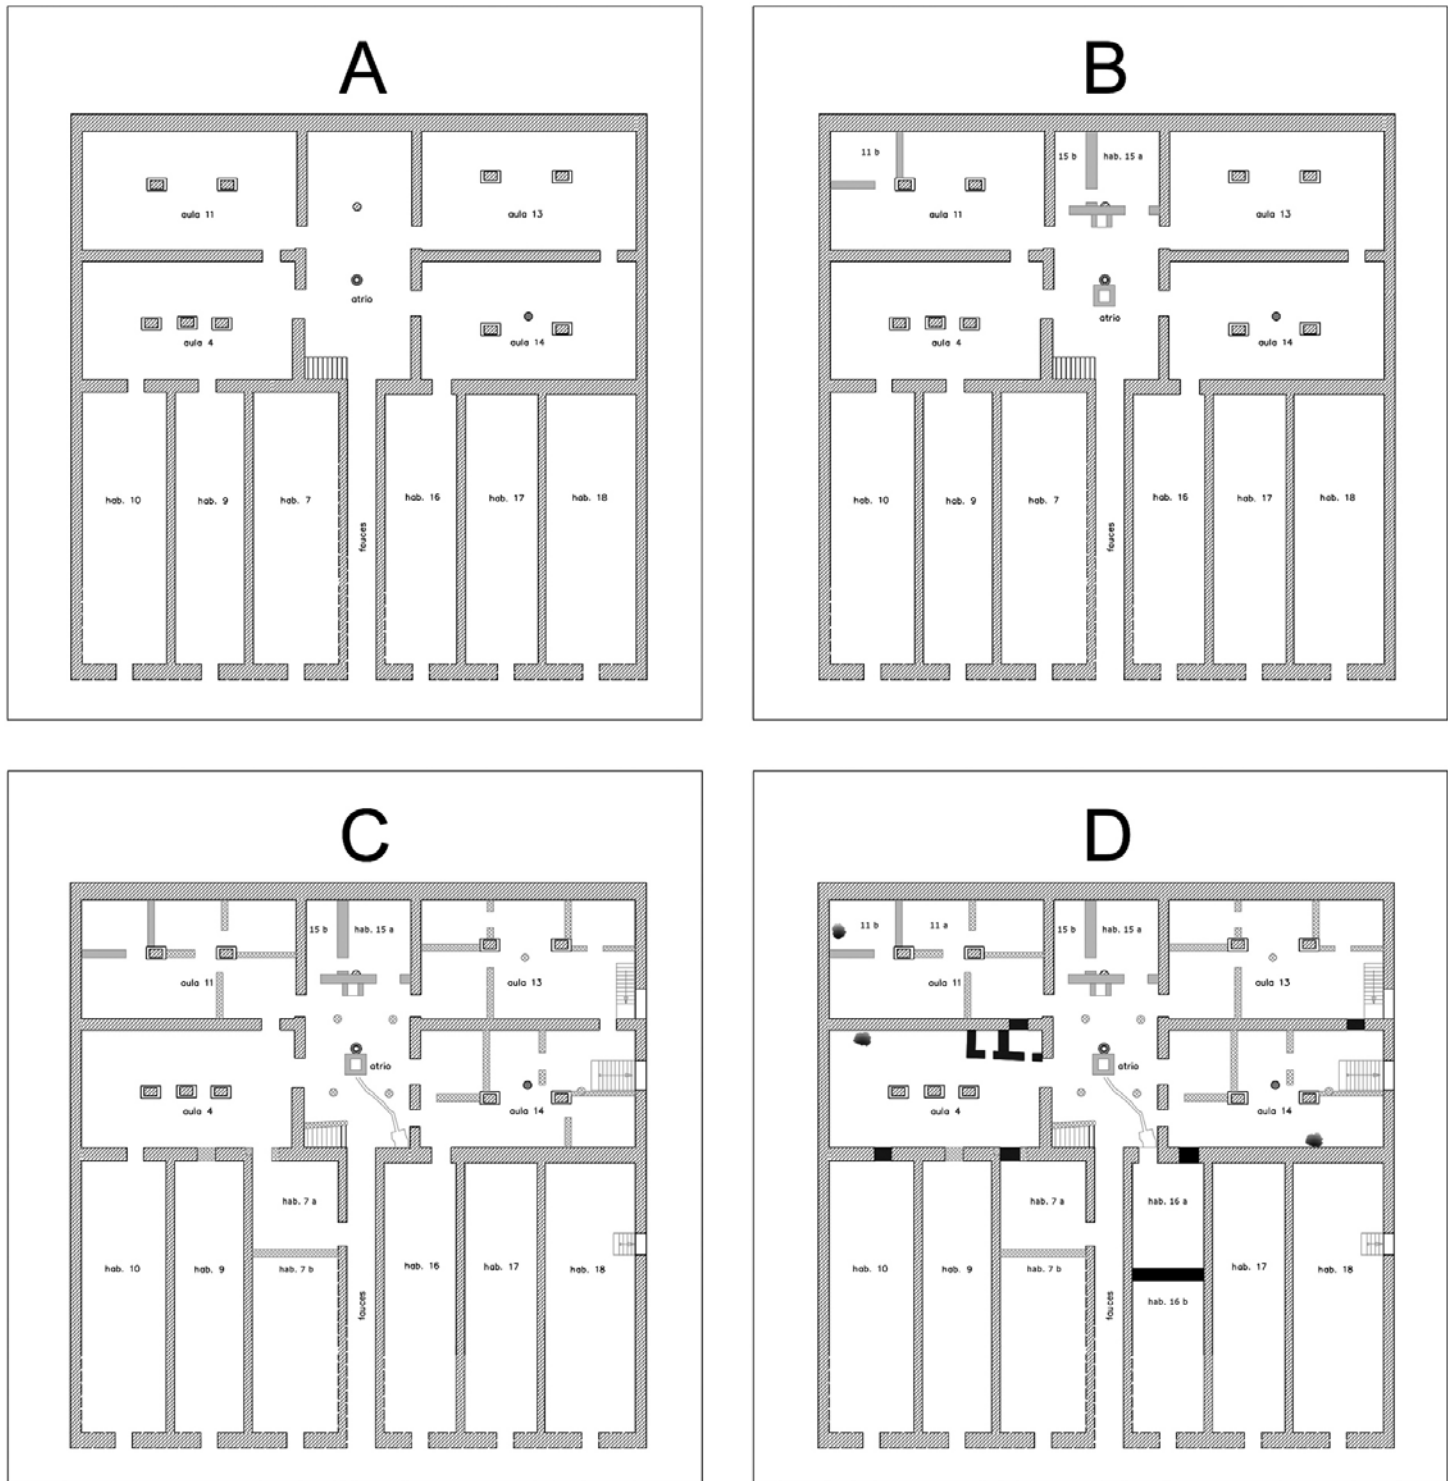 A
aula 11
aula 13
atrio
aula 4
aula 14
hab. 10
hab. 9
hab. 7
hab. 16
hab. 17
hab. 18
fauces
B
11 b
15 b
hab. 15 a
aula 11
aula 13
atrio
aula 4
aula 14
hab. 10
hab. 9
hab. 7
hab. 16
hab. 17
hab. 18
fauces
C
15 b
hab. 15 a
aula 11
aula 13
atrio
aula 4
aula 14
hab. 7 a
hab. 10
hab. 9
hab. 7 b
hab. 16
hab. 17
hab. 18
fauces
D
11 b
11 a
15 b
hab. 15 a
aula 11
aula 13
atrio
aula 4
aula 14
hab. 7 a
hab. 16 a
hab. 10
hab. 9
hab. 7 b
hab. 17
hab. 18
hab. 16 b
fauces